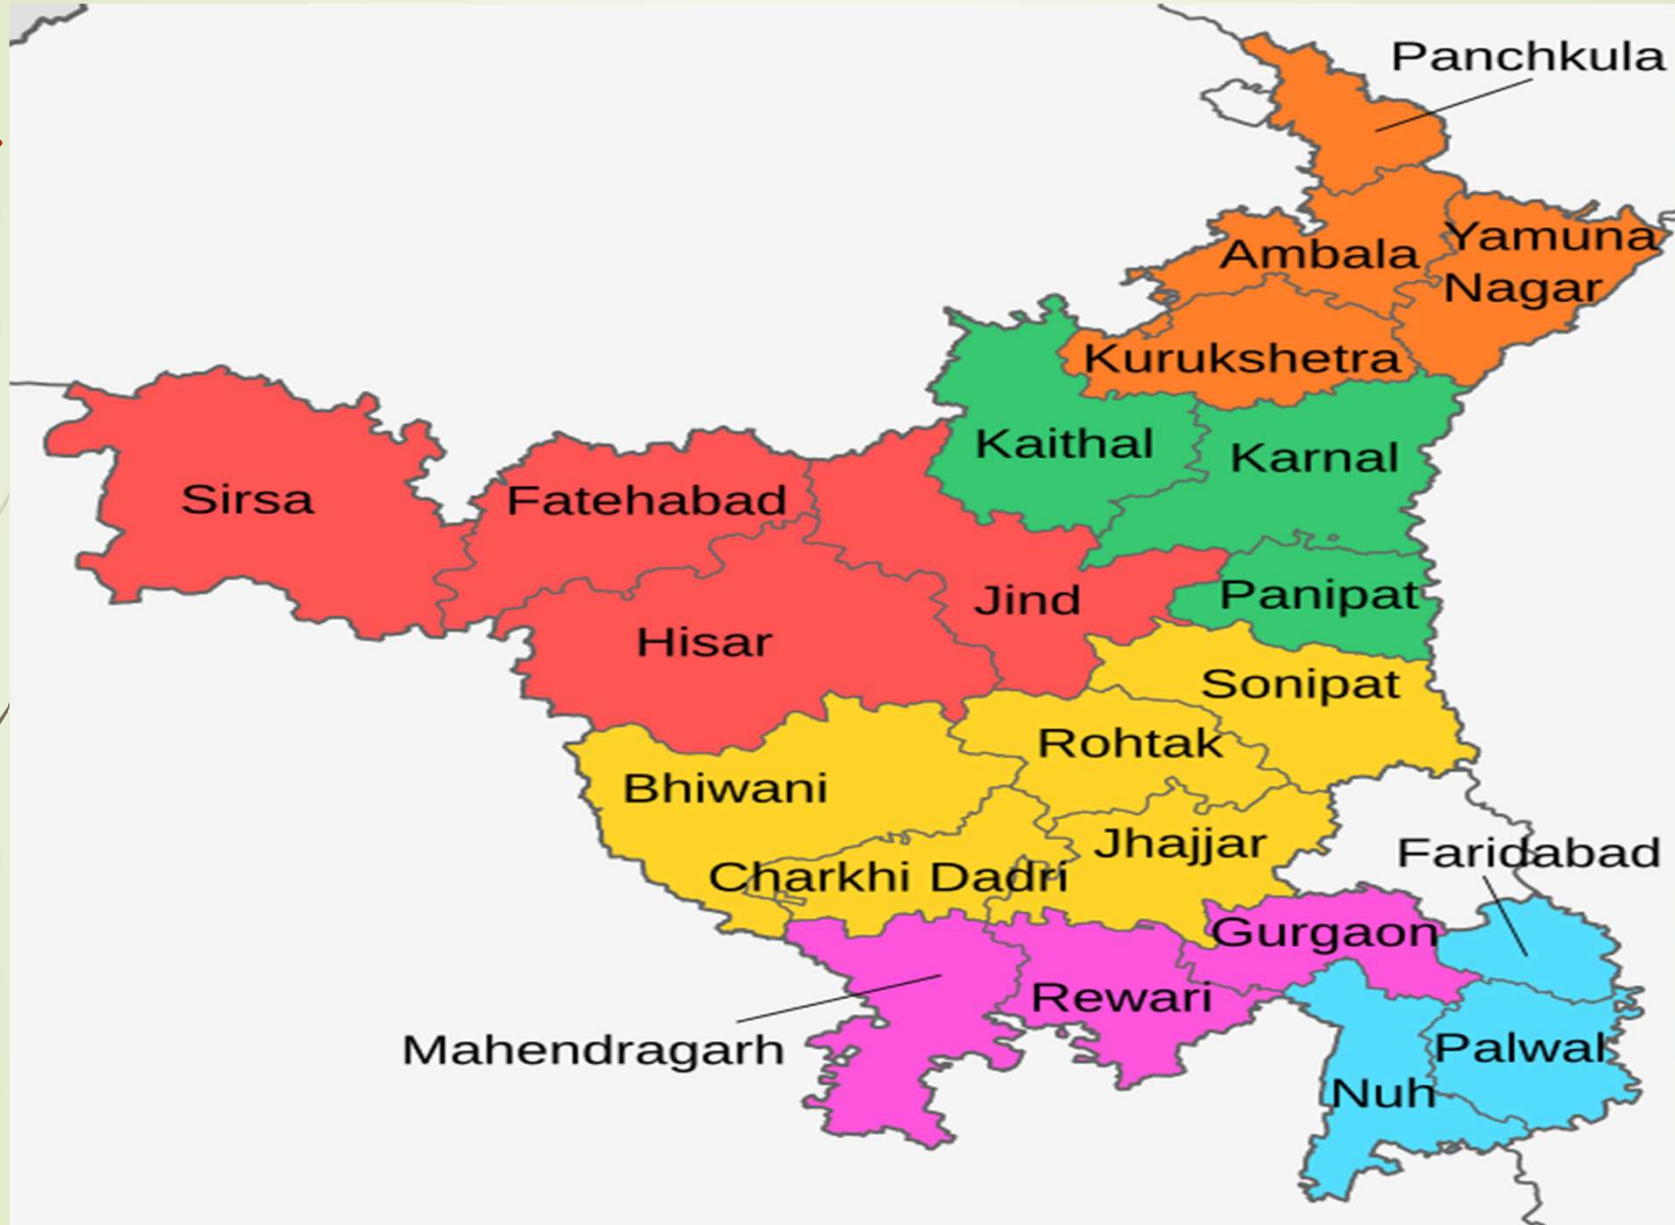 Panchkula
Yamuna
Nagar
Ambala
Kurukshetra
Kaithal
Karnal
Sirsa
Fatehabad
Jind
Panipat
Hisar
Sonipat
Rohtak
Bhiwani
Jhajjar
Faridabad
Charkhi Dadri
Gurgaon
Rewari
Mahendragarh
Palwal
Nuh